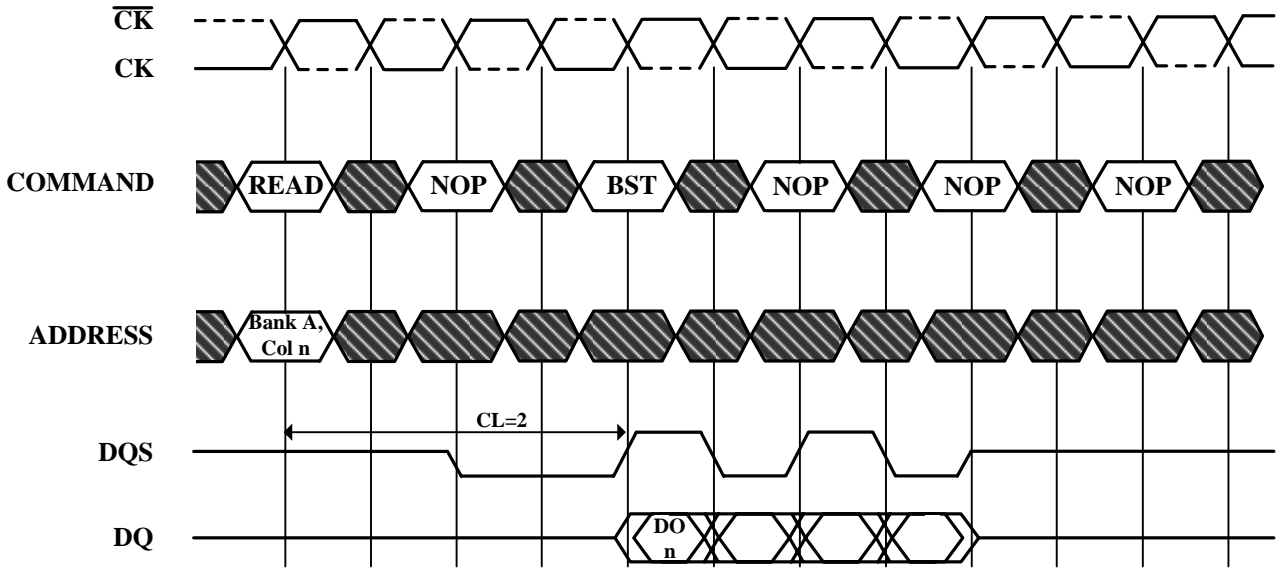 CK
CK
COMMAND READ NOP BST NOP NOP NOP
ADDRESS Bank A,
Col n
CL=2
DQS
DQ DO
n